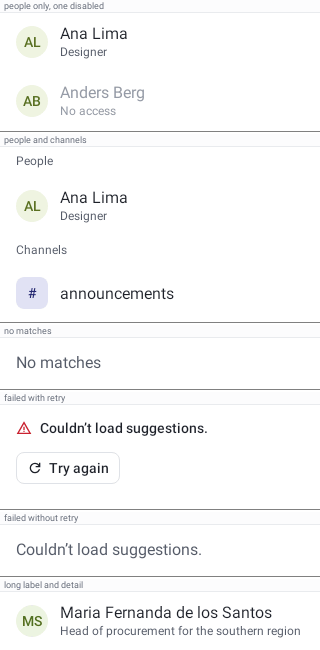 people only, one disabled
AL
Ana Lima
Designer
AB
Anders Berg
No access
people and channels
People
AL
Ana Lima
Designer
Channels
#
announcements
no matches
No matches
failed with retry
Couldn’t load suggestions.
Try again
failed without retry
Couldn’t load suggestions.
long label and detail
MS
Maria Fernanda de los Santos
Head of procurement for the southern region